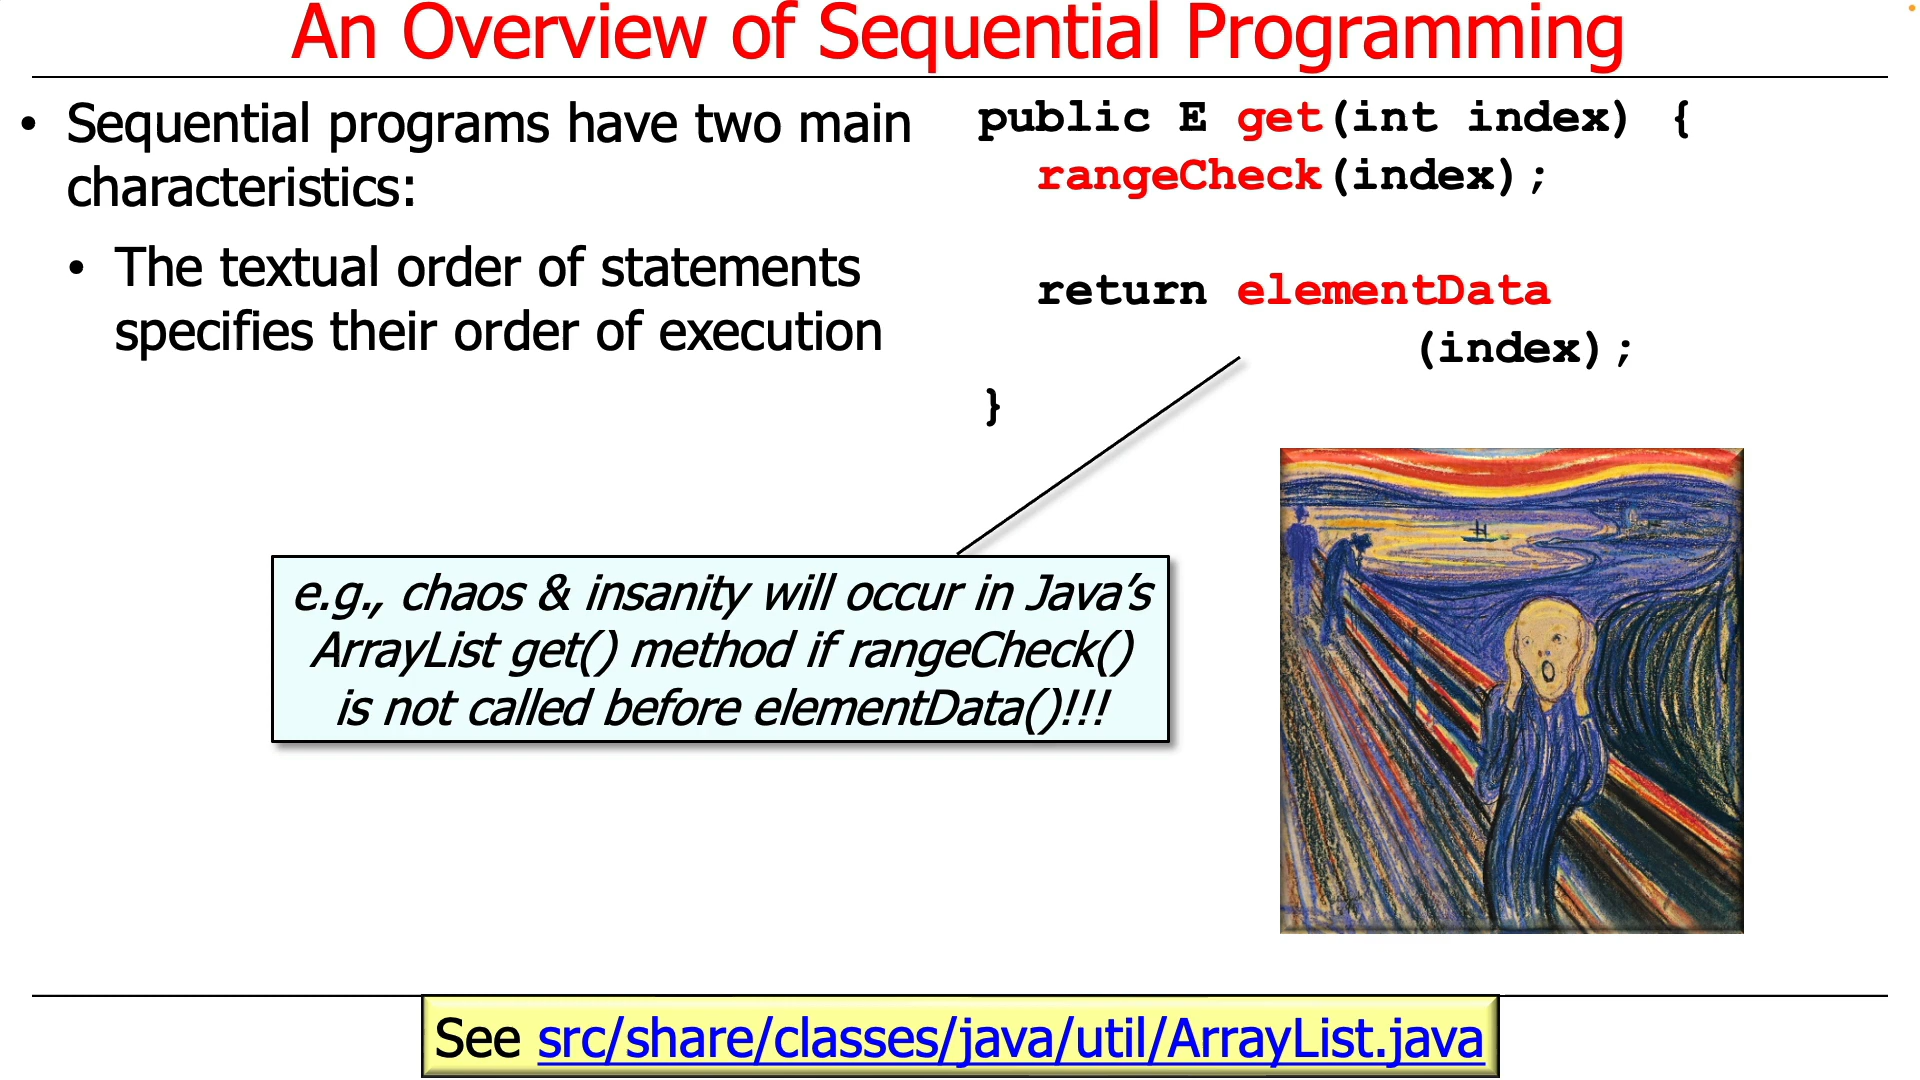 An Overview of Sequential Programming
• Sequential programs have two main
characteristics:
• The textual order of statements
specifies their order of execution
public E get(int index) {
rangeCheck(index);
return elementData
(index);
}
e.g., chaos & insanity will occur in Java’s
ArrayList get() method if rangeCheck()
is not called before elementData()!!!
See src/share/classes/java/util/ArrayList.java